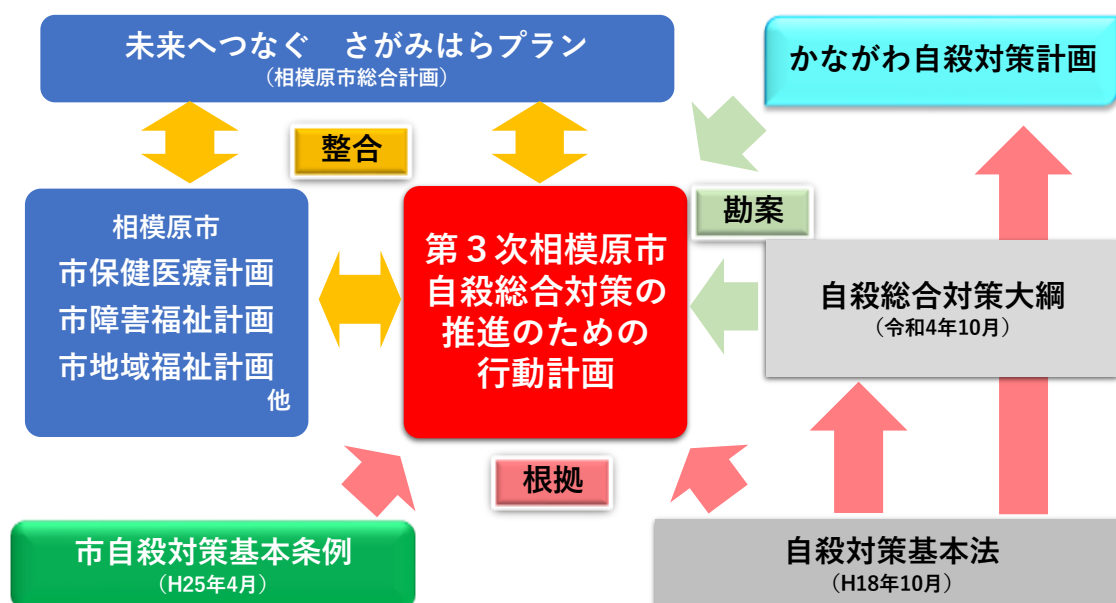 未来へつなぐ　さがみはらプラン
（相模原市総合計画）
かながわ自殺対策計画
整合
勘案
相模原市
市保健医療計画
市障害福祉計画
市地域福祉計画
他
第３次相模原市
自殺総合対策の
推進のための
行動計画
自殺総合対策大綱
（令和4年10月）
根拠
市自殺対策基本条例
（H25年4月）
自殺対策基本法
（H18年10月）